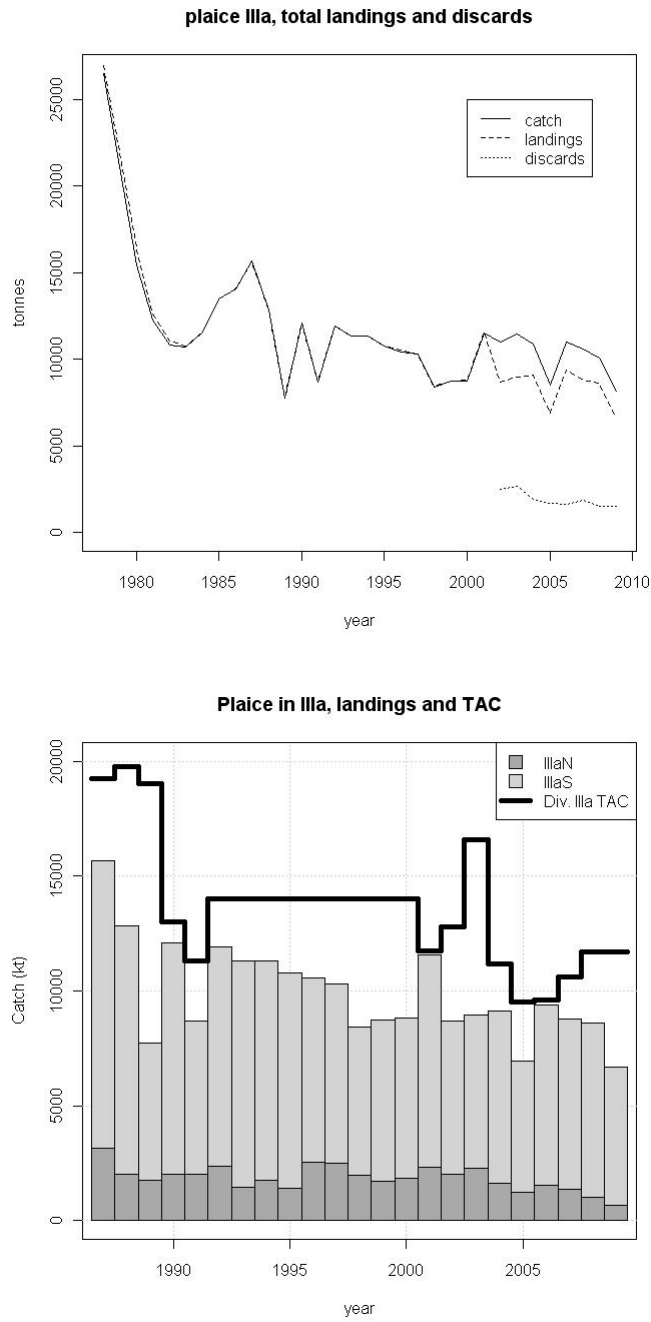 plaice IIIa, total landings and discards
25000
20000
15000
10000
5000
0
tonnes
catch
landings
discards
1980 1985 1990 1995 2000 2005 2010
year
Plaice in IIIa, landings and TAC
20000
15000
10000
5000
0
Catch (kt)
IIIaN
IIIaS
Div. IIIa TAC
1990 1995 2000 2005
year